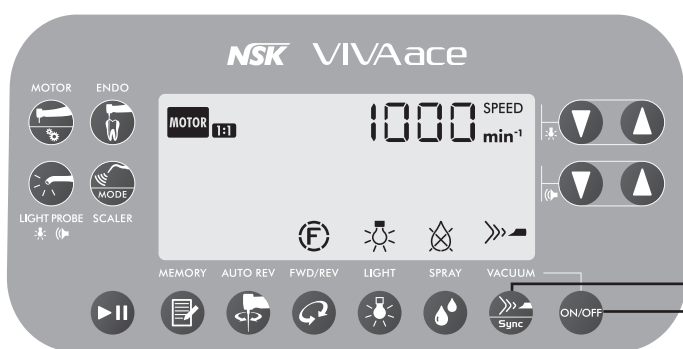 NSK VIVAace
MOTOR ENDO
MOTOR 1:1 1000 SPEED
min⁻¹
MODE
LIGHT PROBE SCALER
F
MEMORY AUTO REV FWD/REV LIGHT SPRAY VACUUM
Sync ON/OFF